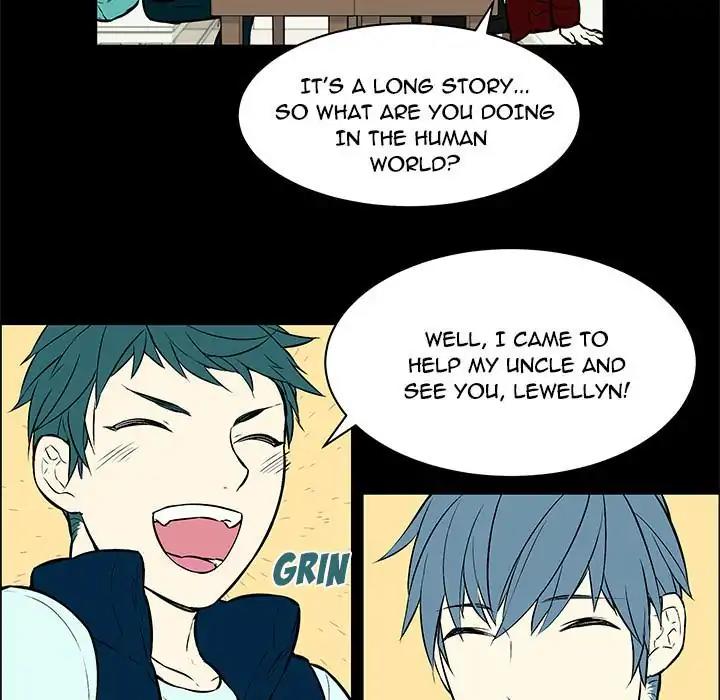 IT'S A LONG STORY...
SO WHAT ARE YOU DOING
IN THE HUMAN
WORLD?
WELL, I CAME TO
HELP MY UNCLE AND
SEE YOU, LEWELLYN!
GRIN